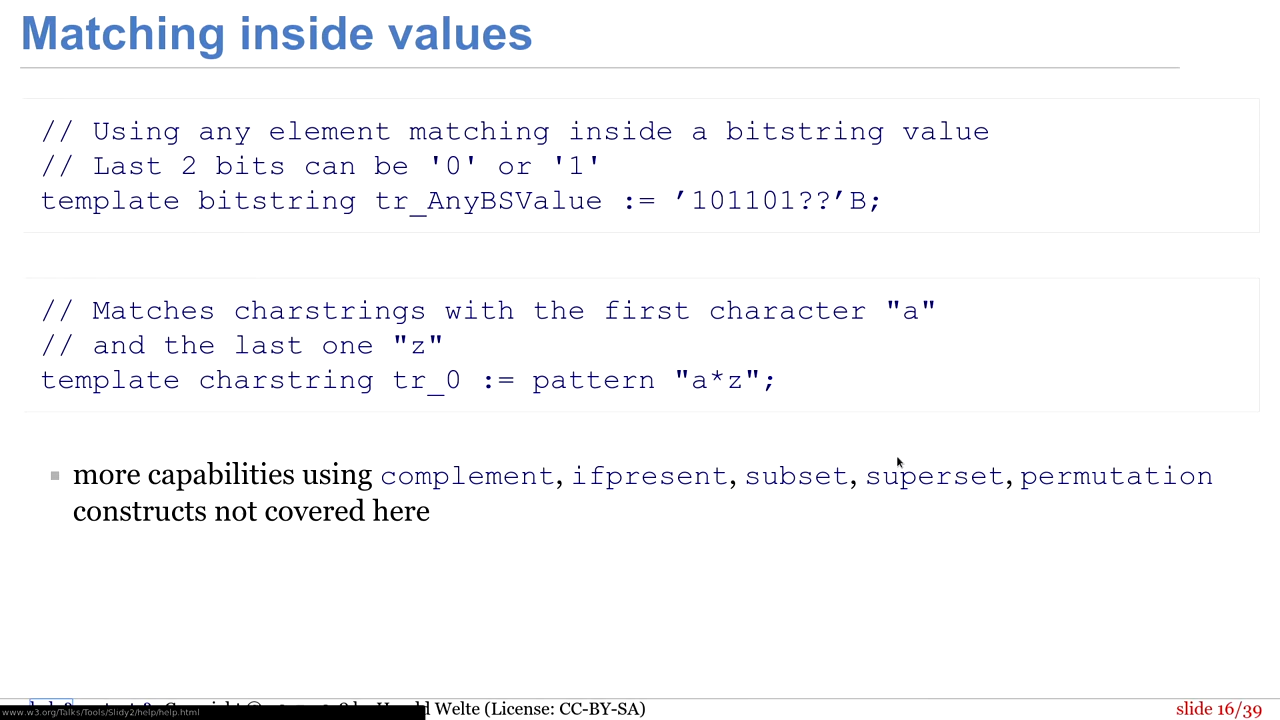 Matching inside values
// Using any element matching inside a bitstring value
// Last 2 bits can be '0' or '1'
template bitstring tr_AnyBSValue := ’101101??’B;
// Matches charstrings with the first character "a"
// and the last one "z"
template charstring tr_0 := pattern "a*z";
more capabilities using complement, ifpresent, subset, superset, permutation
constructs not covered here
Welte (License: CC-BY-SA)
slide 16/39
www.w3.org/Talks/Tools/Slidy2/help/help.html